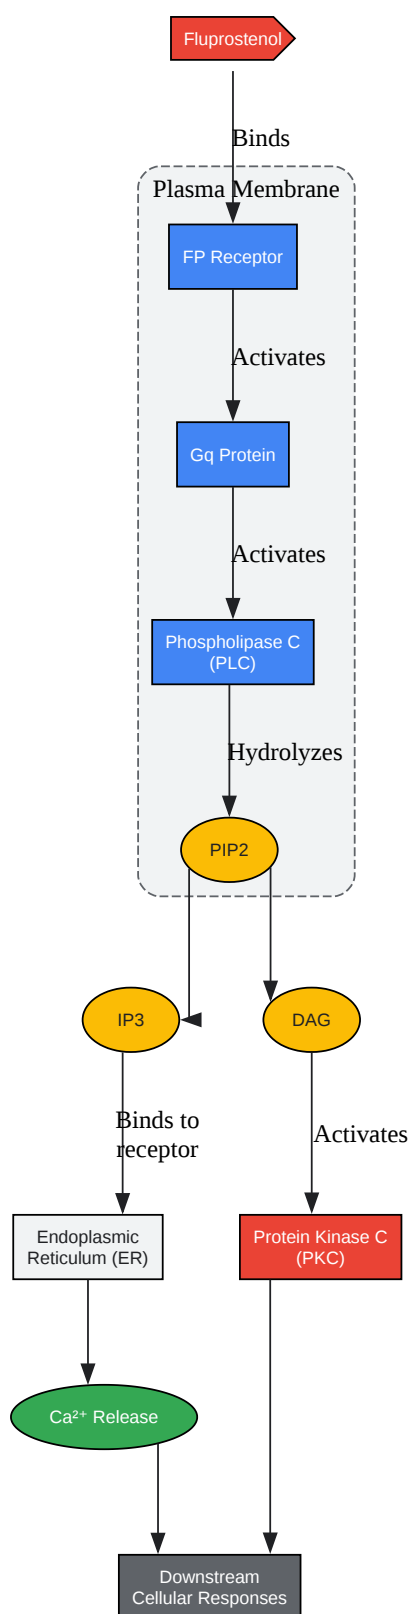 Fluprostenol
Binds
Plasma Membrane
FP Receptor
Activates
Gq Protein
Activates
Phospholipase C
(PLC)
Hydrolyzes
PIP2
IP3
DAG
Binds to
receptor
Activates
Endoplasmic
Reticulum (ER)
Protein Kinase C
(PKC)
Ca²⁺ Release
Downstream
Cellular Responses